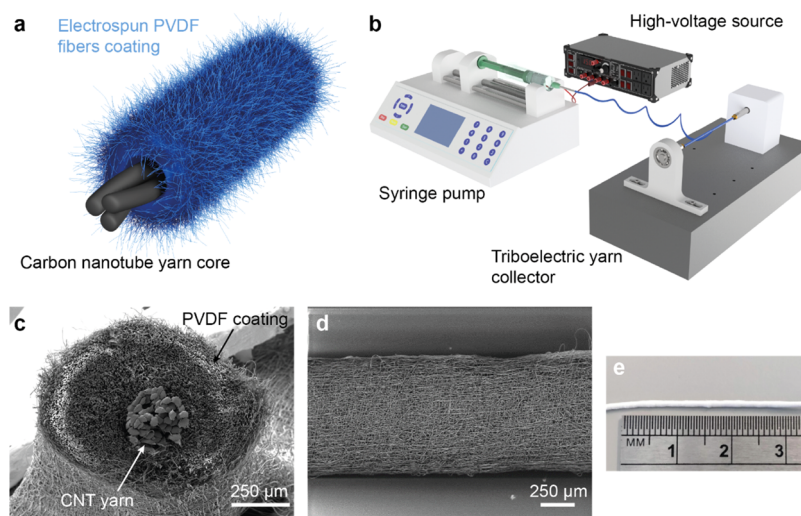 a
Electrospun PVDF
fibers coating
Carbon nanotube yarn core
b
High-voltage source
Syringe pump
Triboelectric yarn
collector
c
PVDF coating
CNT yarn
250 µm
d
250 µm
e
MM
1 2 3